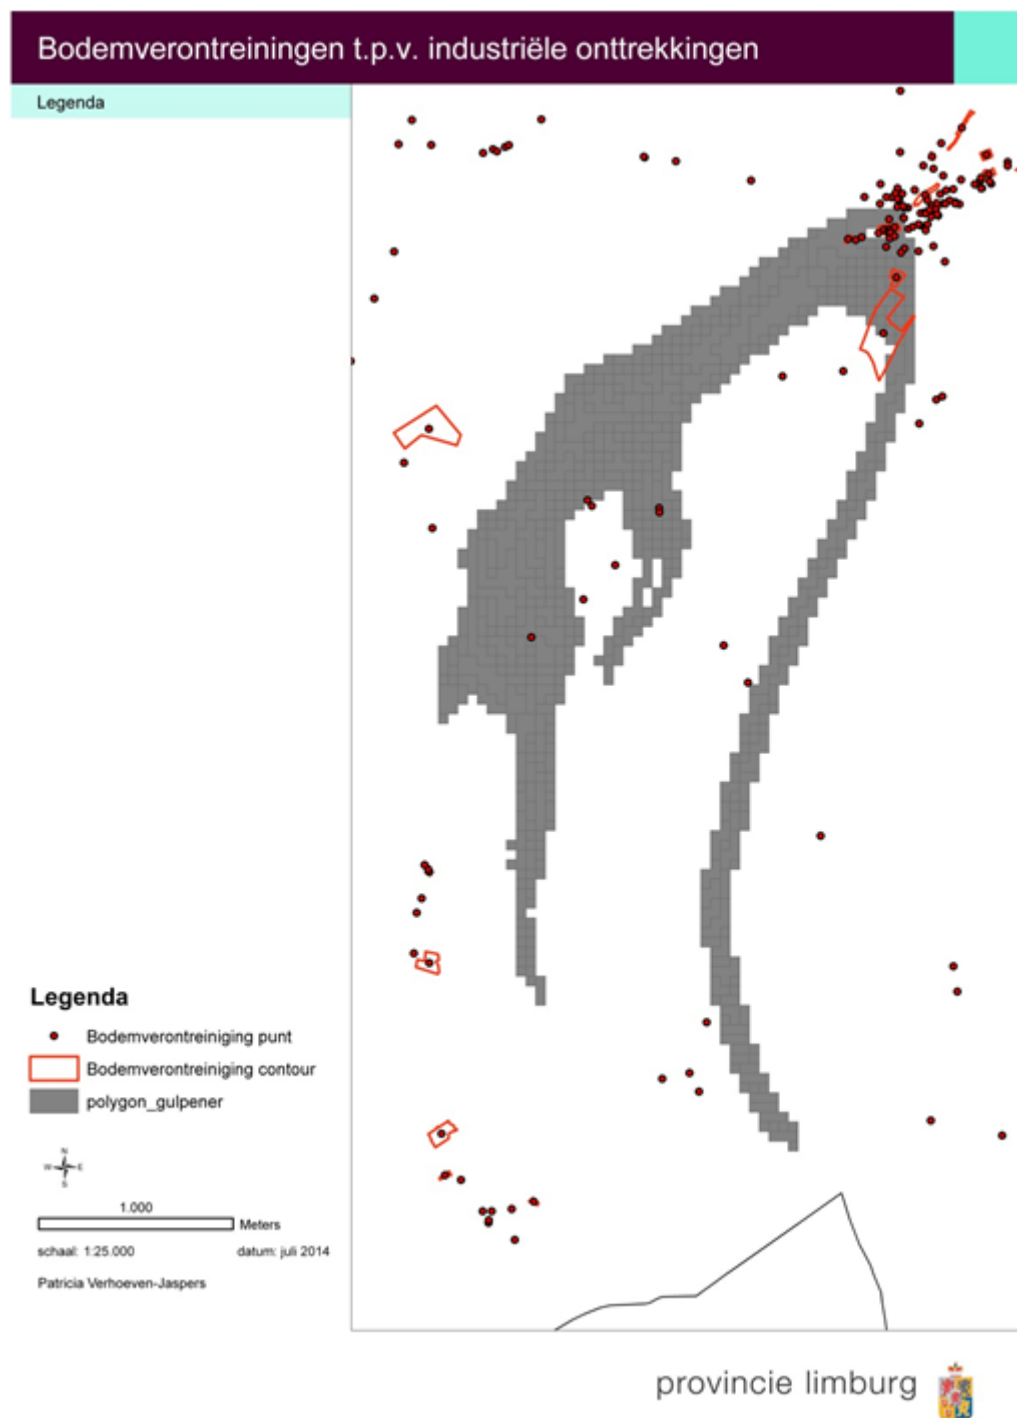 Bodemverontreiningen t.p.v. industriële onttrekkingen
Legenda
Legenda
Bodemverontreiniging punt
Bodemverontreiniging contour
polygon_gulpener
N
W E
S
1.000
Meters
schaal: 1:25.000 datum: juli 2014
Patricia Verhoeven-Jaspers
provincie limburg